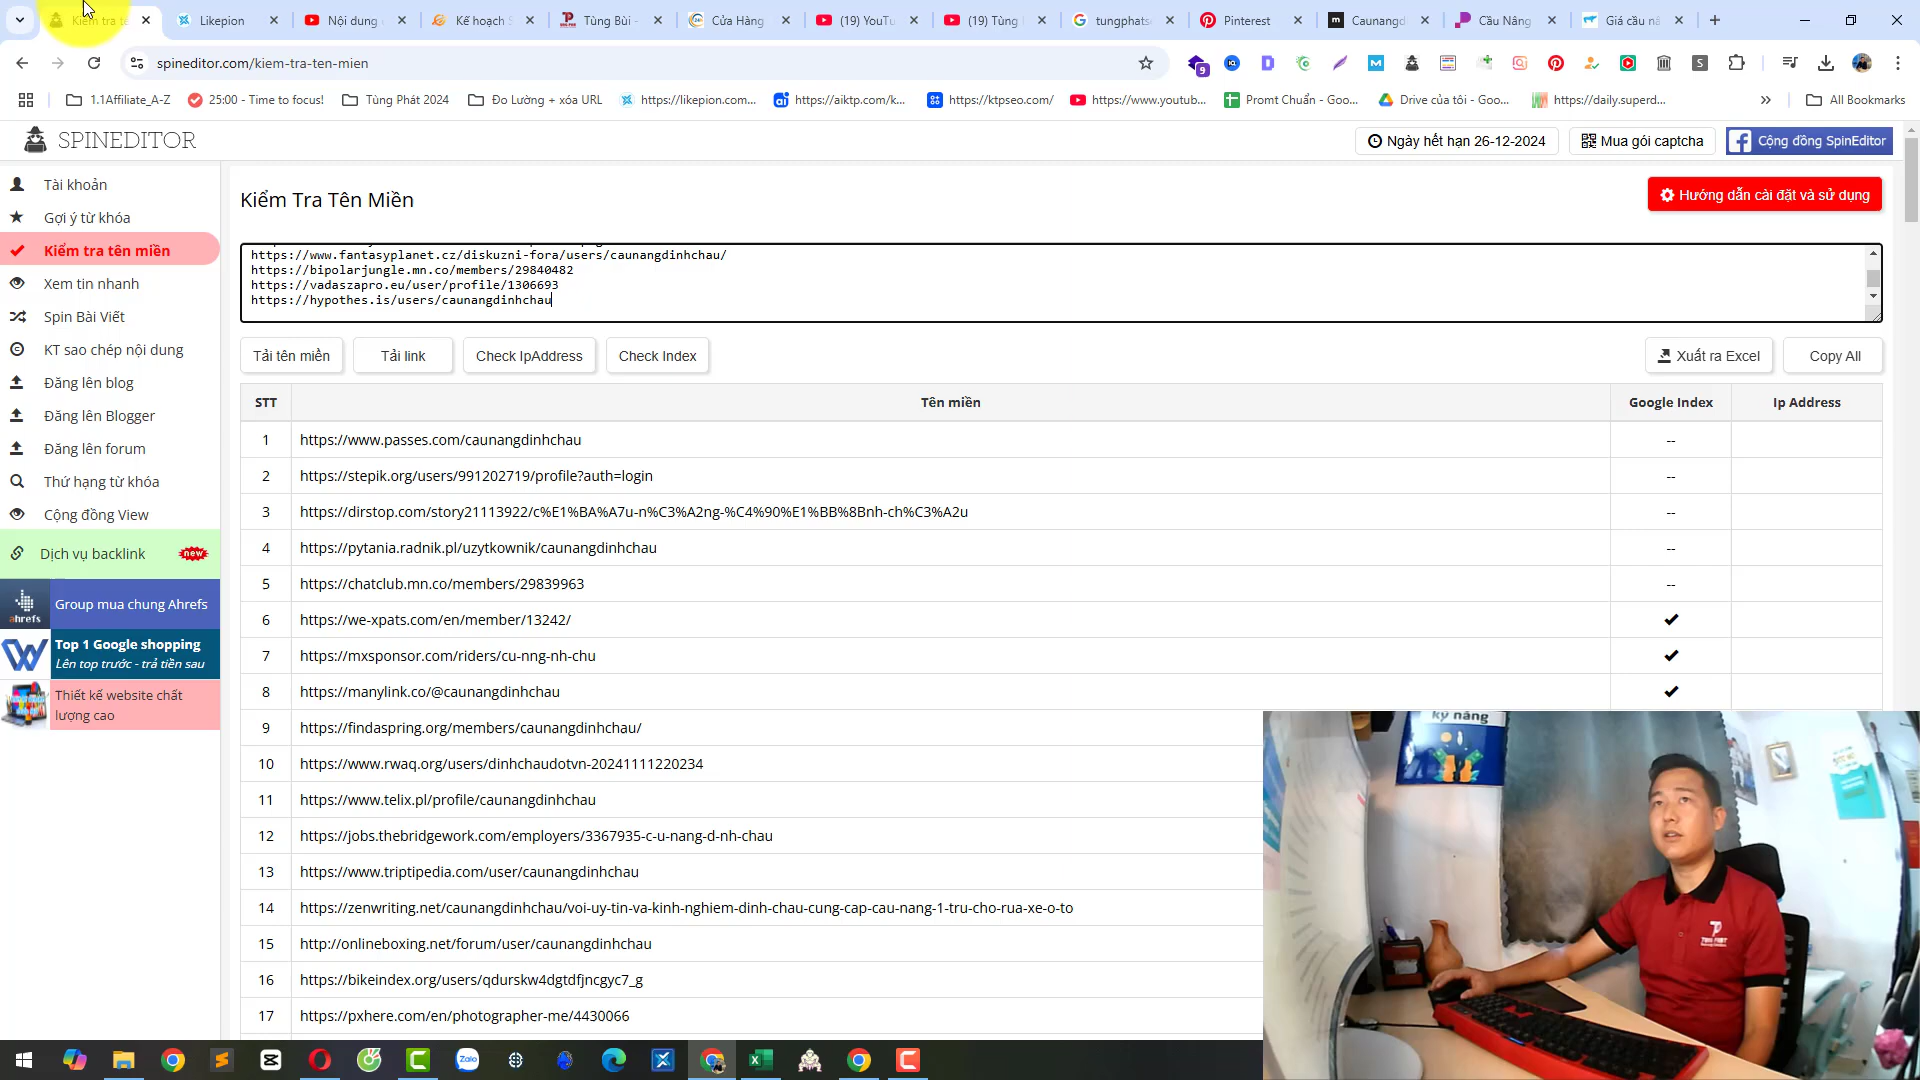 Kiểm tra tê
Likepion
Nội dung
Kế hoạch S
Tùng Bùi -
Cửa Hàng
(19) YouTu
(19) Tùng
tungphats
Pinterest
Caunangd
Cầu Nâng
Giá cầu nâ
spineditor.com/kiem-tra-ten-mien
9
1.1Affiliate_A-Z
25:00 - Time to focus!
Tùng Phát 2024
Đo Lường + xóa URL
https://likepion.com...
https://aiktp.com/k...
https://ktpseo.com/
https://www.youtub...
Promt Chuẩn - Goo...
Drive của tôi - Goo...
https://daily.superd...
All Bookmarks
SPINEDITOR
Ngày hết hạn 26-12-2024
Mua gói captcha
Cộng đồng SpinEditor
Tài khoản
Gợi ý từ khóa
Kiểm tra tên miền
Xem tin nhanh
Spin Bài Viết
KT sao chép nội dung
Đăng lên blog
Đăng lên Blogger
Đăng lên forum
Thứ hạng từ khóa
Cộng đồng View
Dịch vụ backlink
new
ahrefs
Group mua chung Ahrefs
Top 1 Google shopping
Lên top trước - trả tiền sau
Thiết kế website chất
lượng cao
Kiểm Tra Tên Miền
Hướng dẫn cài đặt và sử dụng
https://www.fantasyplanet.cz/diskuzni-fora/users/caunangdinhchau/
https://bipolarjungle.mn.co/members/29840482
https://vadaszapro.eu/user/profile/1306693
https://hypothes.is/users/caunangdinhchau
Tải tên miền
Tải link
Check IpAddress
Check Index
Xuất ra Excel
Copy All
STT
Tên miền
Google Index
Ip Address
1 https://www.passes.com/caunangdinhchau --
2 https://stepik.org/users/991202719/profile?auth=login --
3 https://dirstop.com/story21113922/c%E1%BA%A7u-n%C3%A2ng-%C4%90%E1%BB%8Bnh-ch%C3%A2u --
4 https://pytania.radnik.pl/uzytkownik/caunangdinhchau --
5 https://chatclub.mn.co/members/29839963 --
6 https://we-xpats.com/en/member/13242/ ✔
7 https://mxsponsor.com/riders/cu-nng-nh-chu ✔
8 https://manylink.co/@caunangdinhchau ✔
9 https://findaspring.org/members/caunangdinhchau/
10 https://www.rwaq.org/users/dinhchaudotvn-20241111220234
11 https://www.telix.pl/profile/caunangdinhchau
12 https://jobs.thebridgework.com/employers/3367935-c-u-nang-d-nh-chau
13 https://www.triptipedia.com/user/caunangdinhchau
14 https://zenwriting.net/caunangdinhchau/voi-uy-tin-va-kinh-nghiem-dinh-chau-cung-cap-cau-nang-1-tru-cho-rua-xe-o-to
15 http://onlineboxing.net/forum/user/caunangdinhchau
16 https://bikeindex.org/users/qdurskw4dgtdfjncgyc7_g
17 https://pxhere.com/en/photographer-me/4430066
kỹ năng
TÙNG PHÁT
Zalo